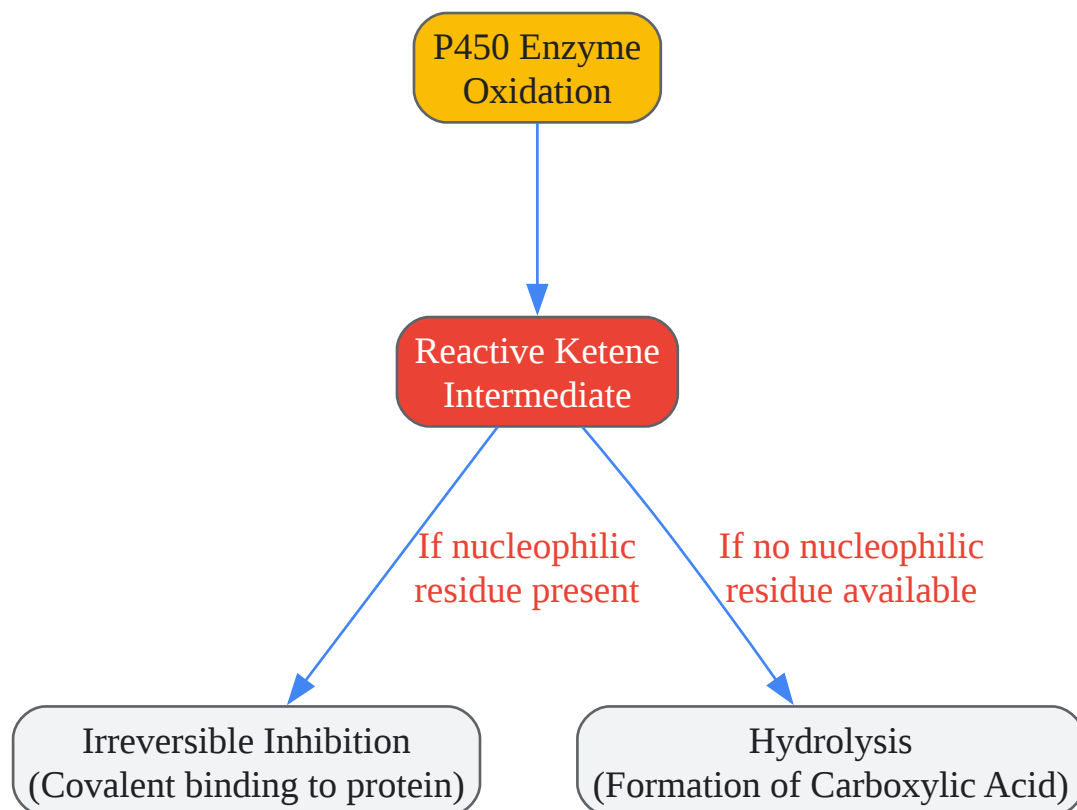 P450 Enzyme
Oxidation
Reactive Ketene
Intermediate
If nucleophilic
residue present
If no nucleophilic
residue available
Irreversible Inhibition
(Covalent binding to protein)
Hydrolysis
(Formation of Carboxylic Acid)